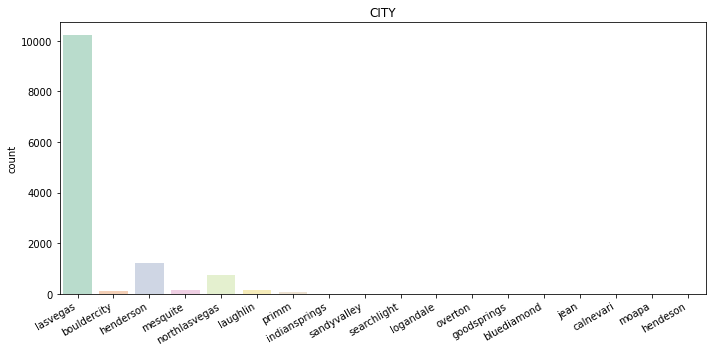 CITY
10000
8000
6000
4000
2000
0
count
lasvegas
bouldercity
henderson
mesquite
northlasvegas
laughlin
primm
indiansprings
sandyvalley
searchlight
logandale
overton
goodsprings
bluediamond
jean
calnevari
moapa
hendeson